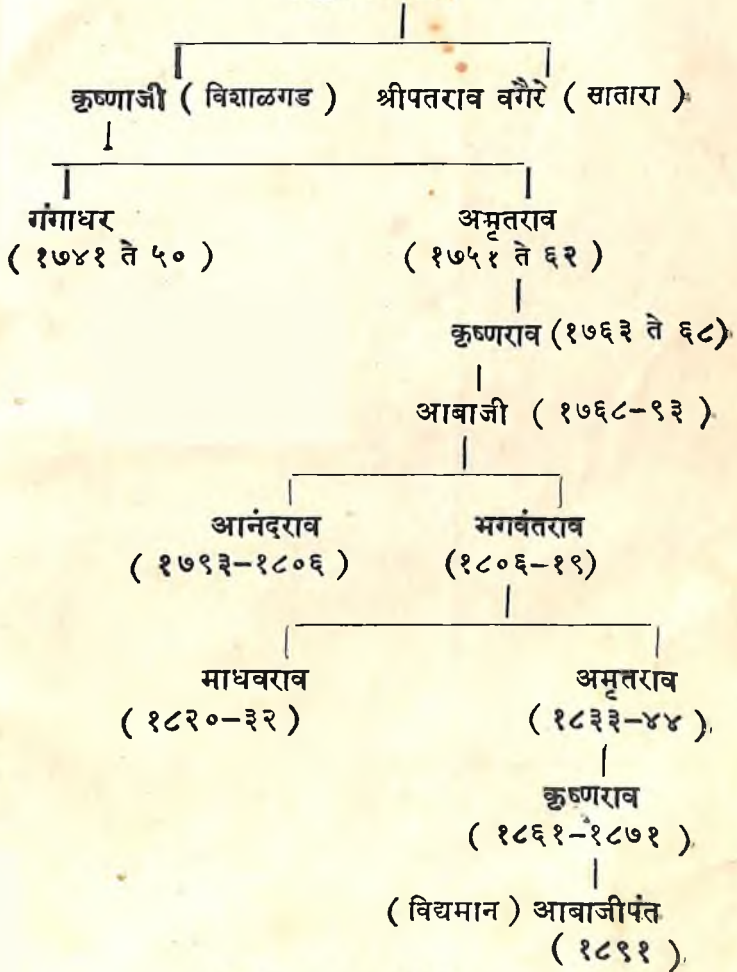 कृष्णाजी ( विशाळगड ) श्रीपतराव वगैरे ( सातारा )
गंगाधर अमृतराव
( १७४१ ते ५० ) ( १७५१ ते ६२ )
कृष्णराव (१७६३ ते ६८)
आबाजी ( १७६८-९३ )
आनंदराव भगवंतराव
( १७९३-१८०६ ) (१८०६-१९)
माधवराव अमृतराव
( १८२०-३२ ) ( १८३३-४४ )
कृष्णराव
( १८६१-१८७१ )
( विद्यमान ) आबाजीपंत
( १८९१ )